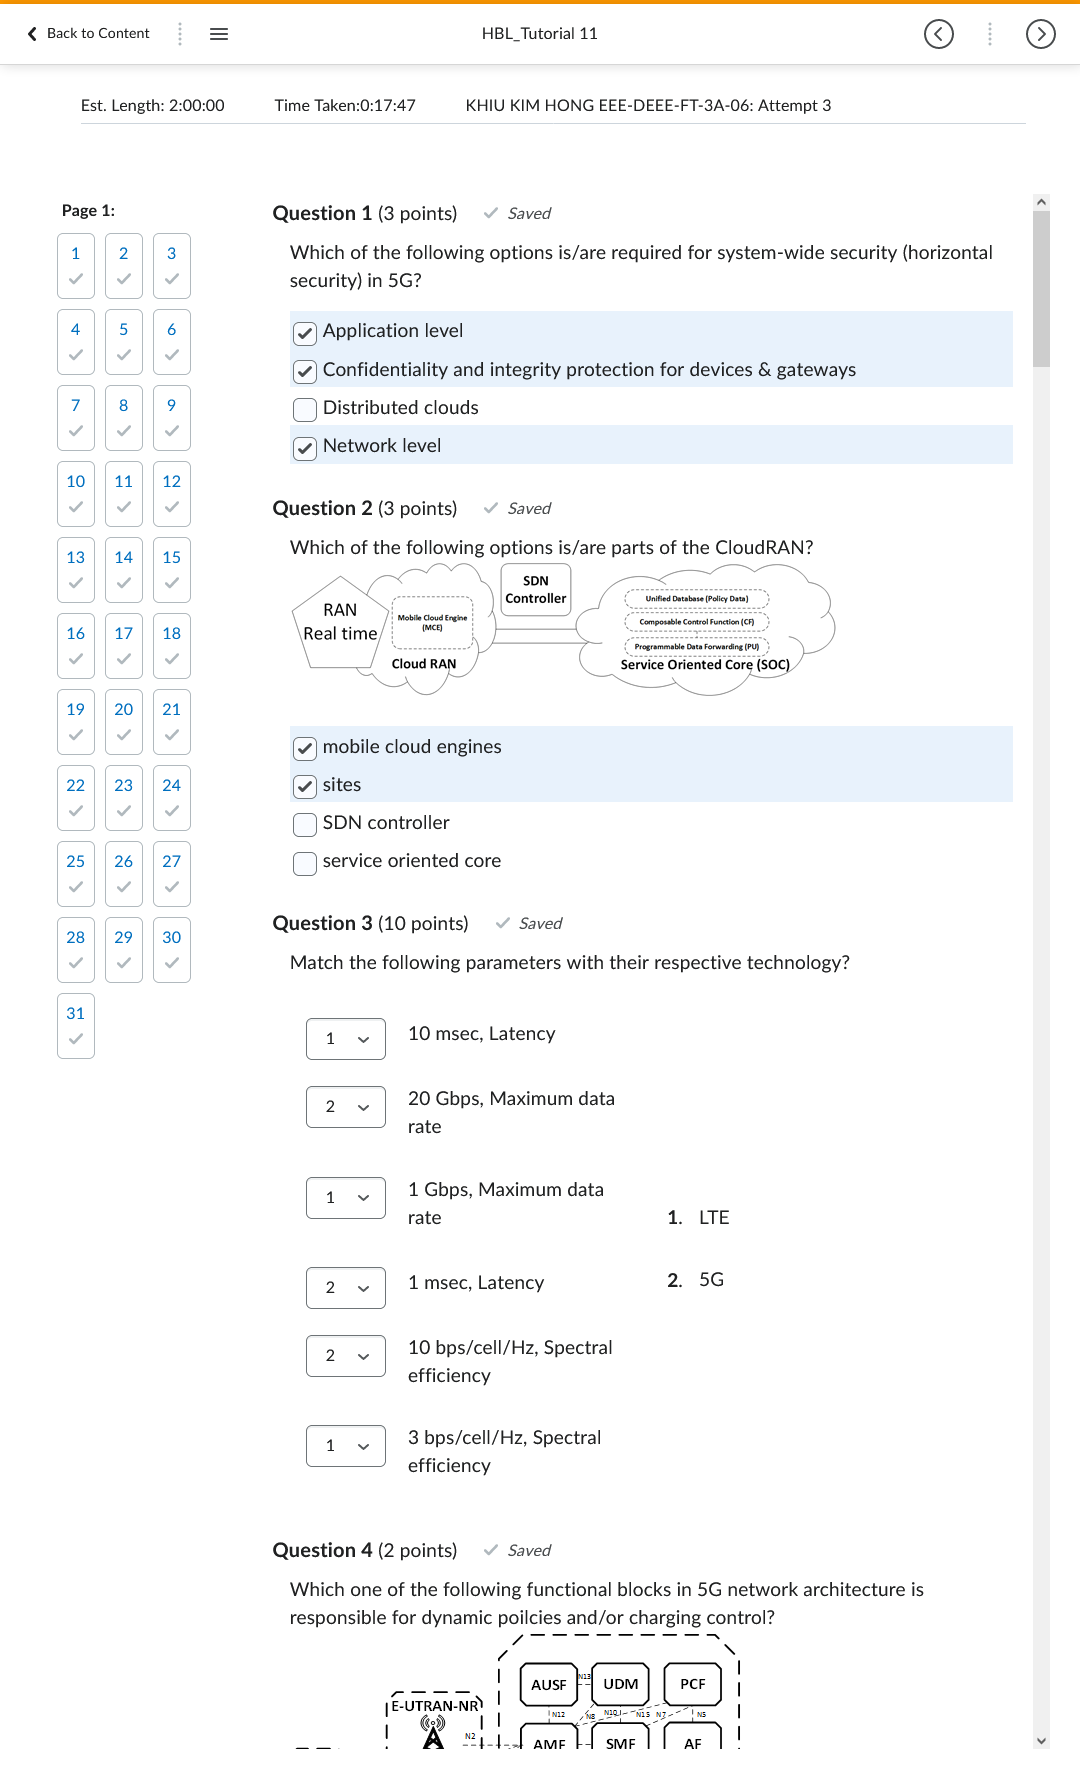 Back to Content
HBL_Tutorial 11
Est. Length: 2:00:00 Time Taken:0:17:47 KHIU KIM HONG EEE-DEEE-FT-3A-06: Attempt 3
Page 1:
1 2 3
4 5 6
7 8 9
10 11 12
13 14 15
16 17 18
19 20 21
22 23 24
25 26 27
28 29 30
31
Question 1 (3 points) Saved
Which of the following options is/are required for system-wide security (horizontal
security) in 5G?
Application level
Confidentiality and integrity protection for devices & gateways
Distributed clouds
Network level
Question 2 (3 points) Saved
Which of the following options is/are parts of the CloudRAN?
RAN
Real time
Mobile Cloud Engine
(MCE)
Cloud RAN
SDN
Controller
Unified Database (Policy Data)
Composable Control Function (CF)
Programmable Data Forwarding (PU)
Service Oriented Core (SOC)
mobile cloud engines
sites
SDN controller
service oriented core
Question 3 (10 points) Saved
Match the following parameters with their respective technology?
1 10 msec, Latency
2 20 Gbps, Maximum data
rate
1 1 Gbps, Maximum data
rate
2 1 msec, Latency
2 10 bps/cell/Hz, Spectral
efficiency
1 3 bps/cell/Hz, Spectral
efficiency
1. LTE
2. 5G
Question 4 (2 points) Saved
Which one of the following functional blocks in 5G network architecture is
responsible for dynamic poilcies and/or charging control?
AUSF N13 UDM PCF
E-UTRAN-NR
N12 N8 N10 N15 N7 N5
N2
AMF SMF AF